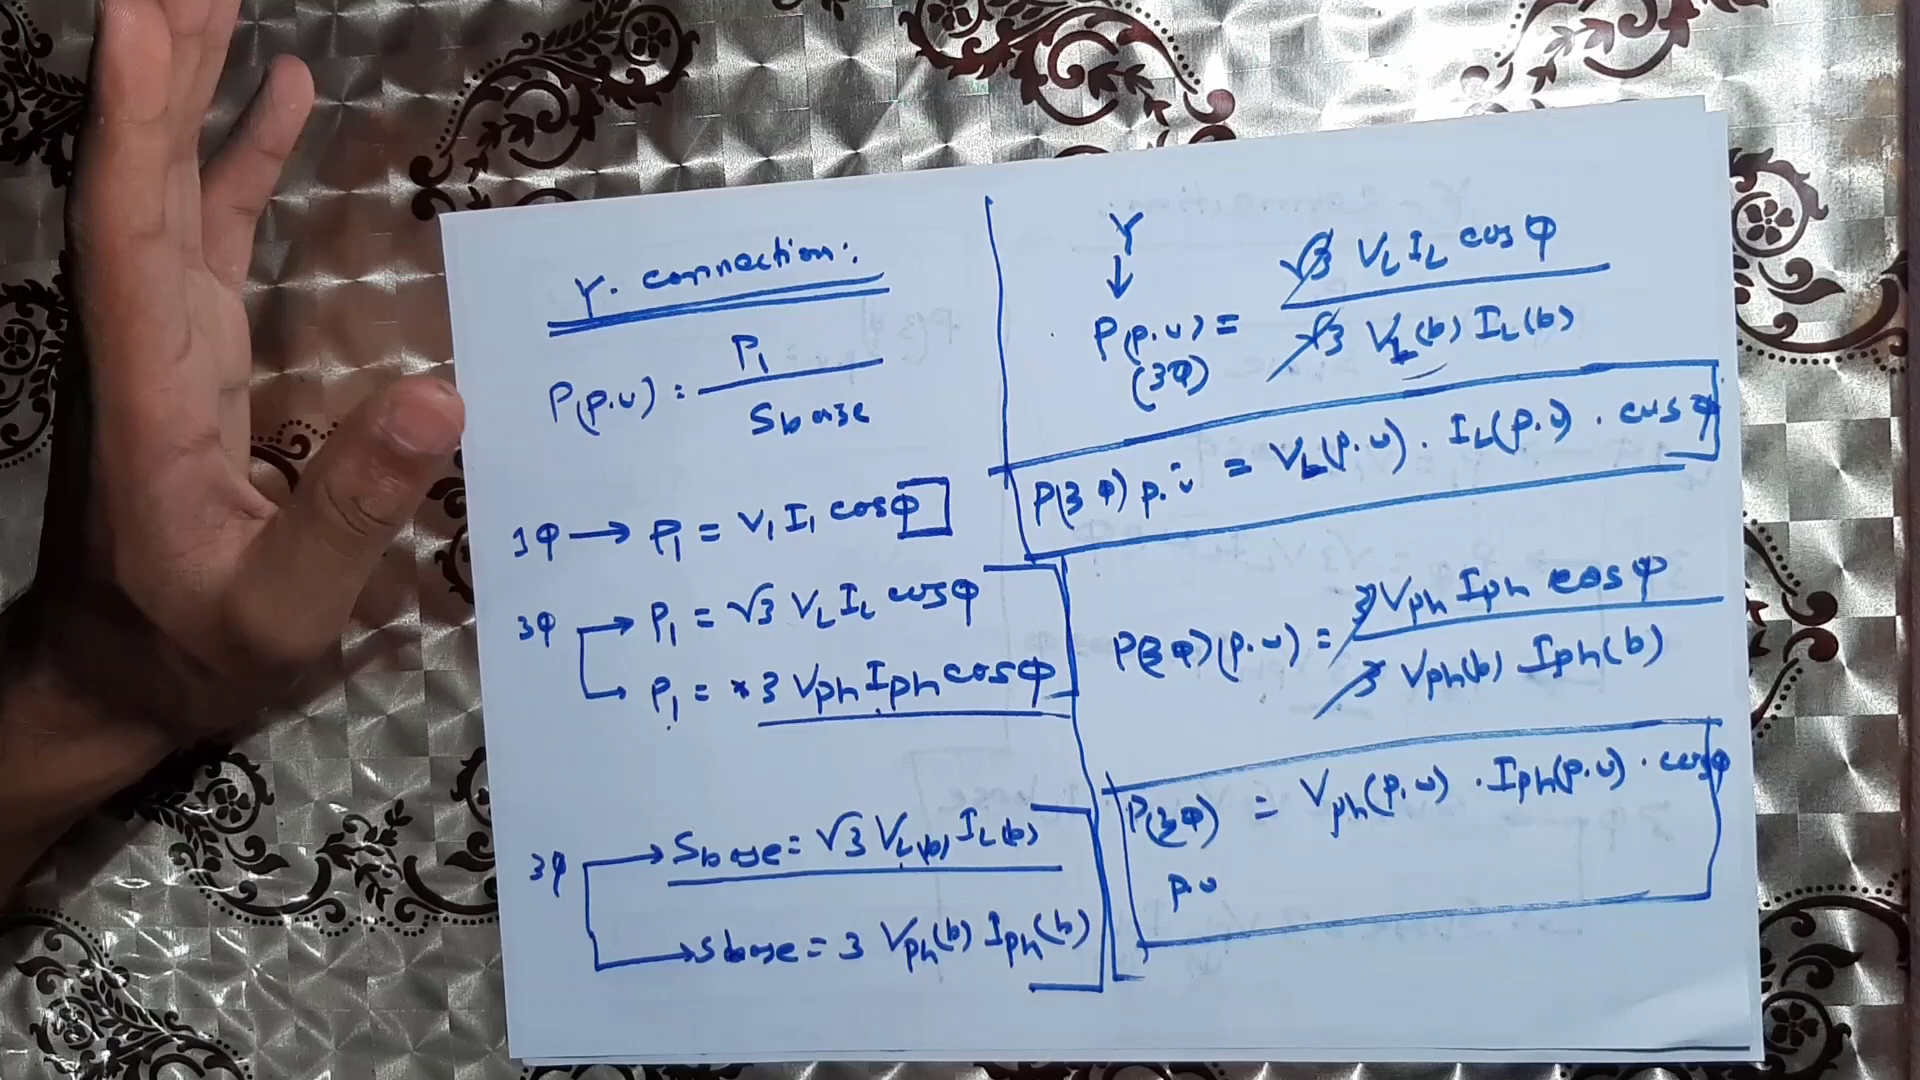 Y- connection:
P(p.u) = P₁ / Sbase
1φ → P₁ = V₁ I₁ cosφ
3φ → P₁ = √3 VL IL cosφ
P₁ = * 3 Vph Iph cosφ
3φ → Sbase = √3 VL(b) IL(b)
→ Sbase = 3 Vph(b) Iph(b)
Y
↓
P(p.u) = √3 VL IL cosφ / √3 VL(b) IL(b)
(3φ)
P(3φ) p.u = VL(p.u) . IL(p.u) . cosφ
P(3φ)(p.u) = 3 Vph Iph cosφ / 3 Vph(b) Iph(b)
P(3φ) = Vph(p.u) . Iph(p.u) . cosφ
p.u